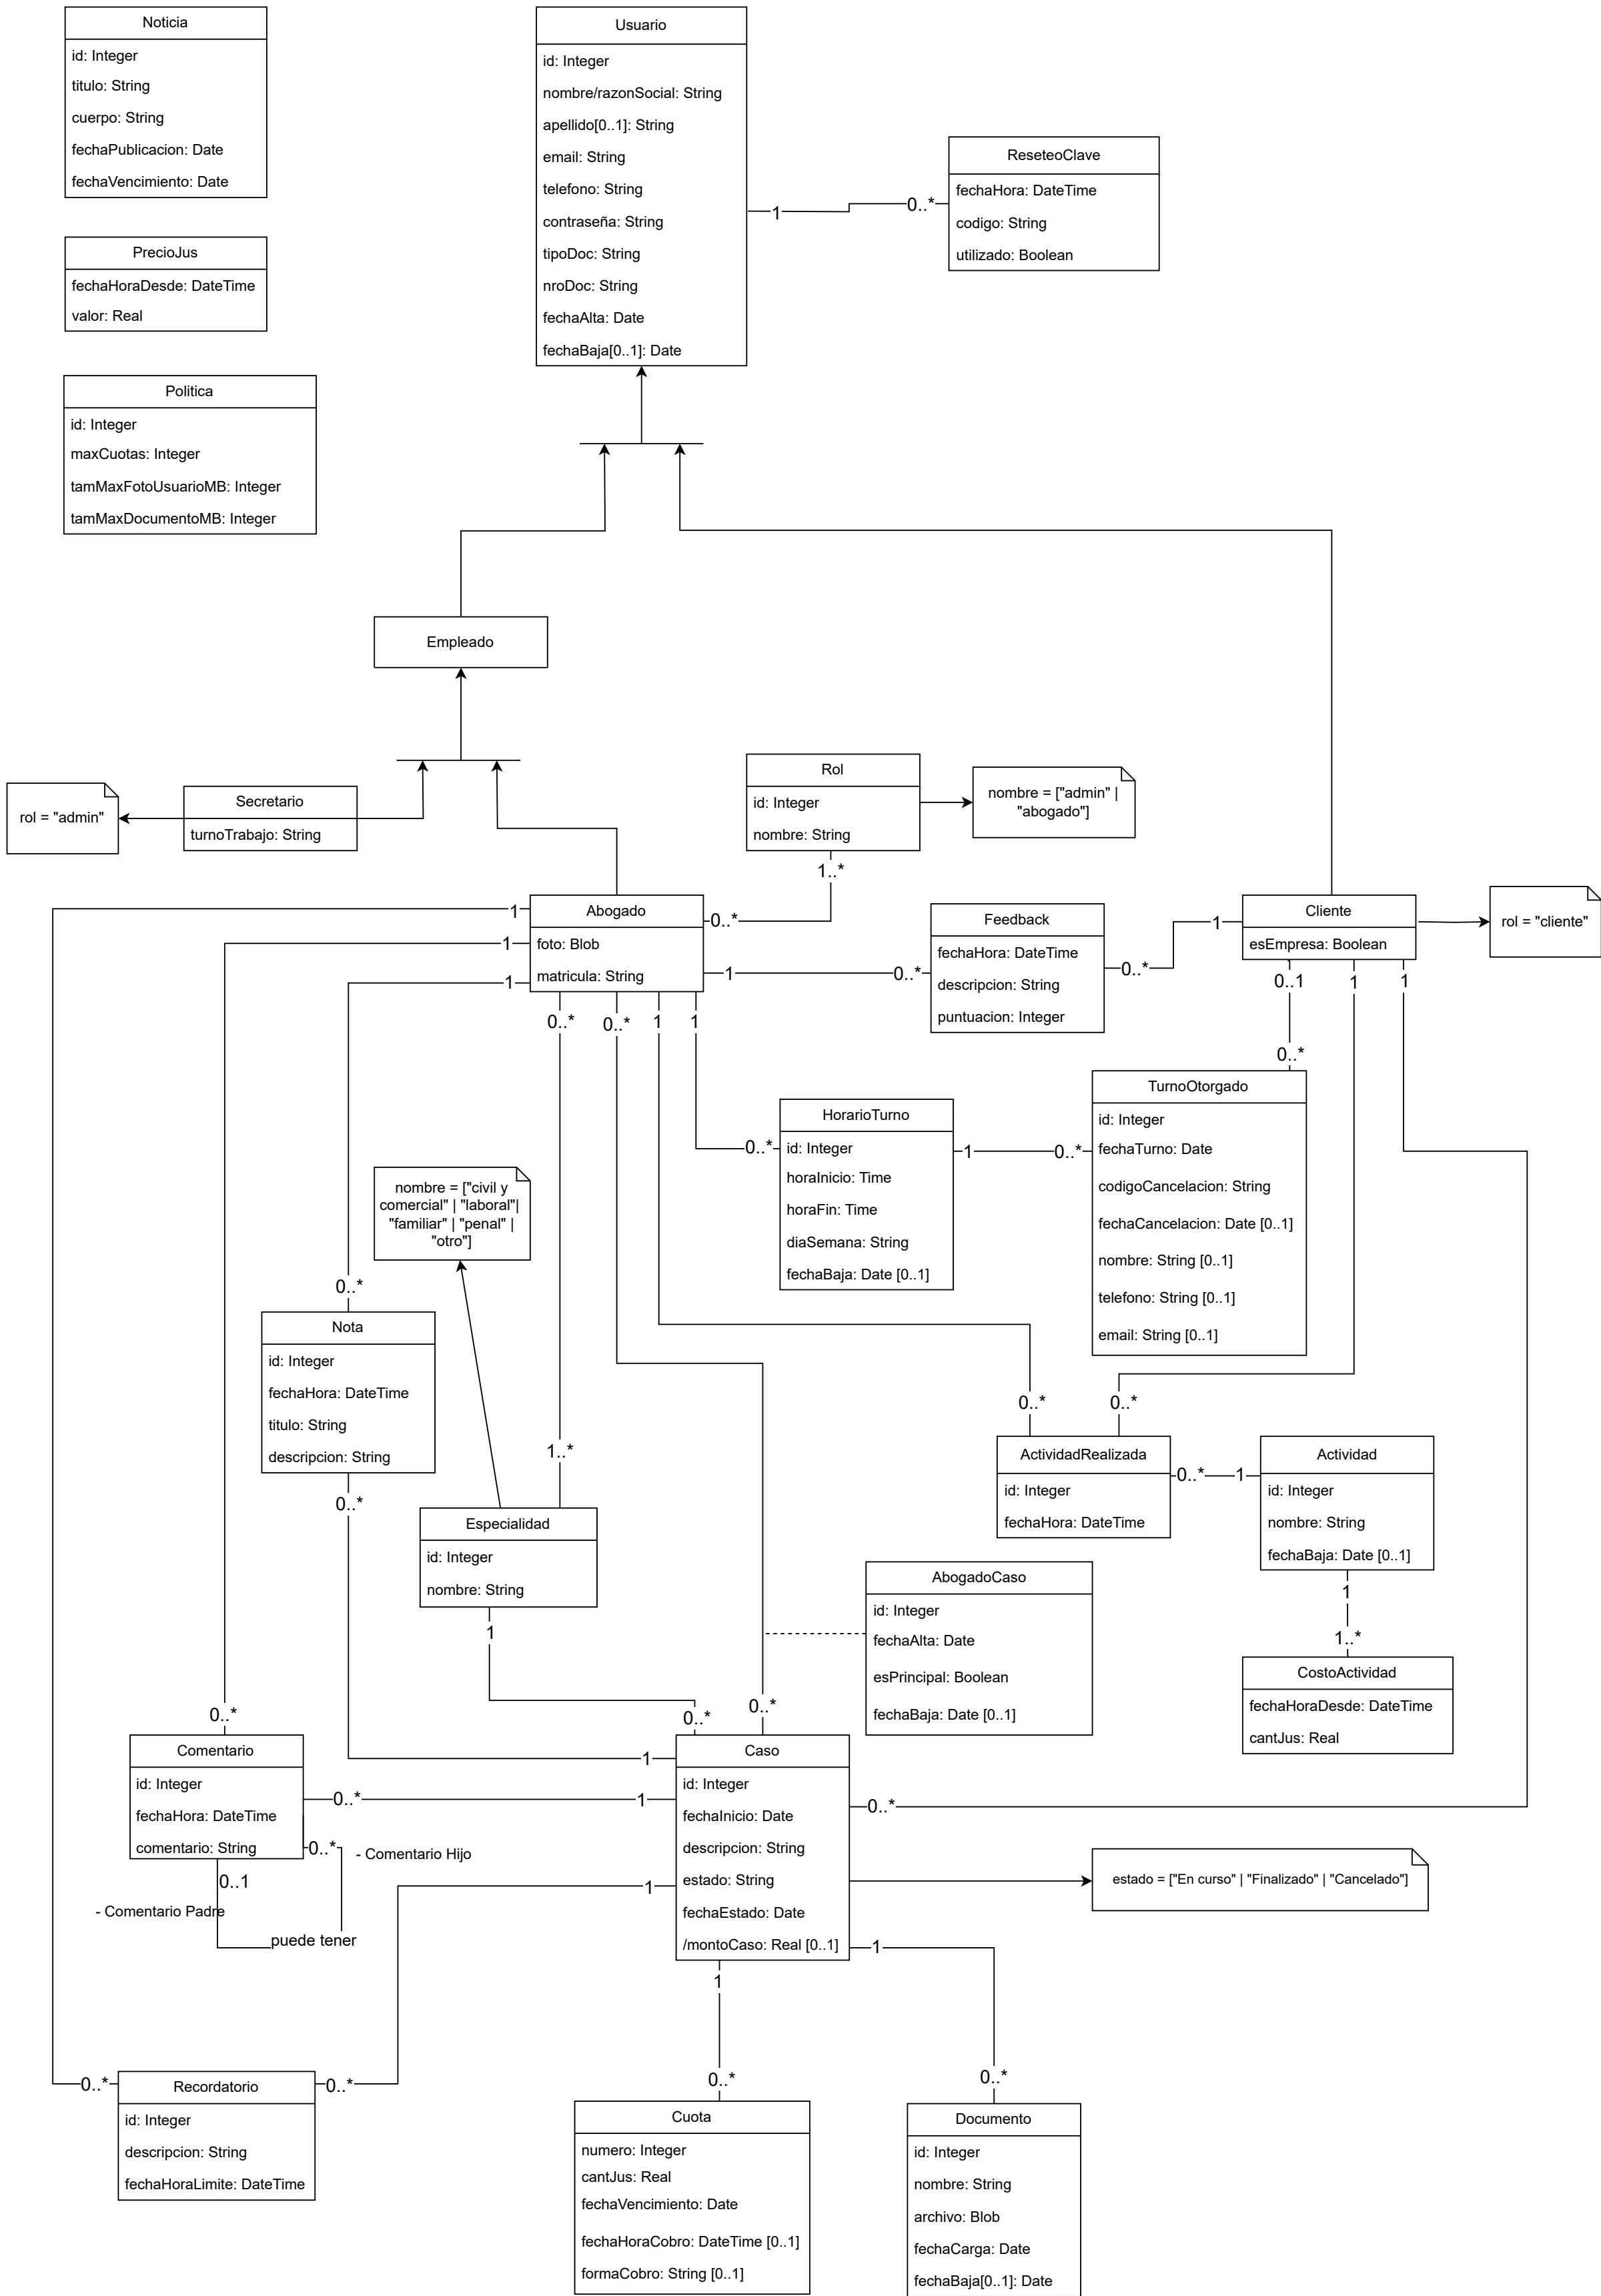 Noticia
id: Integer
titulo: String
cuerpo: String
fechaPublicacion: Date
fechaVencimiento: Date
PrecioJus
fechaHoraDesde: DateTime
valor: Real
Politica
id: Integer
maxCuotas: Integer
tamMaxFotoUsuarioMB: Integer
tamMaxDocumentoMB: Integer
Usuario
id: Integer
nombre/razonSocial: String
apellido[0..1]: String
email: String
telefono: String
contraseña: String
tipoDoc: String
nroDoc: String
fechaAlta: Date
fechaBaja[0..1]: Date
1
0..*
ReseteoClave
fechaHora: DateTime
codigo: String
utilizado: Boolean
Empleado
rol = "admin"
Secretario
turnoTrabajo: String
Rol
id: Integer
nombre: String
nombre = ["admin" |
"abogado"]
1..*
0..*
Abogado
foto: Blob
matricula: String
1
1
1
1
0..*
0..*
0..*
1
1
Feedback
fechaHora: DateTime
descripcion: String
puntuacion: Integer
0..*
1
Cliente
esEmpresa: Boolean
rol = "cliente"
0..1
1
1
0..*
TurnoOtorgado
id: Integer
fechaTurno: Date
codigoCancelacion: String
fechaCancelacion: Date [0..1]
nombre: String [0..1]
telefono: String [0..1]
email: String [0..1]
HorarioTurno
id: Integer
horaInicio: Time
horaFin: Time
diaSemana: String
fechaBaja: Date [0..1]
0..*
1
0..*
nombre = ["civil y
comercial" | "laboral"|
"familiar" | "penal" |
"otro"]
0..*
Nota
id: Integer
fechaHora: DateTime
titulo: String
descripcion: String
0..*
1..*
Especialidad
id: Integer
nombre: String
1
0..*
0..*
0..*
ActividadRealizada
id: Integer
fechaHora: DateTime
0..*
1
Actividad
id: Integer
nombre: String
fechaBaja: Date [0..1]
1
1..*
CostoActividad
fechaHoraDesde: DateTime
cantJus: Real
AbogadoCaso
id: Integer
fechaAlta: Date
esPrincipal: Boolean
fechaBaja: Date [0..1]
0..*
0..*
Comentario
id: Integer
fechaHora: DateTime
comentario: String
0..*
0..*
- Comentario Hijo
0..1
- Comentario Padre
puede tener
Caso
id: Integer
fechaInicio: Date
descripcion: String
estado: String
fechaEstado: Date
/montoCaso: Real [0..1]
1
1
1
0..*
1
1
estado = ["En curso" | "Finalizado" | "Cancelado"]
0..*
Recordatorio
id: Integer
descripcion: String
fechaHoraLimite: DateTime
0..*
0..*
Cuota
numero: Integer
cantJus: Real
fechaVencimiento: Date
fechaHoraCobro: DateTime [0..1]
formaCobro: String [0..1]
0..*
Documento
id: Integer
nombre: String
archivo: Blob
fechaCarga: Date
fechaBaja[0..1]: Date